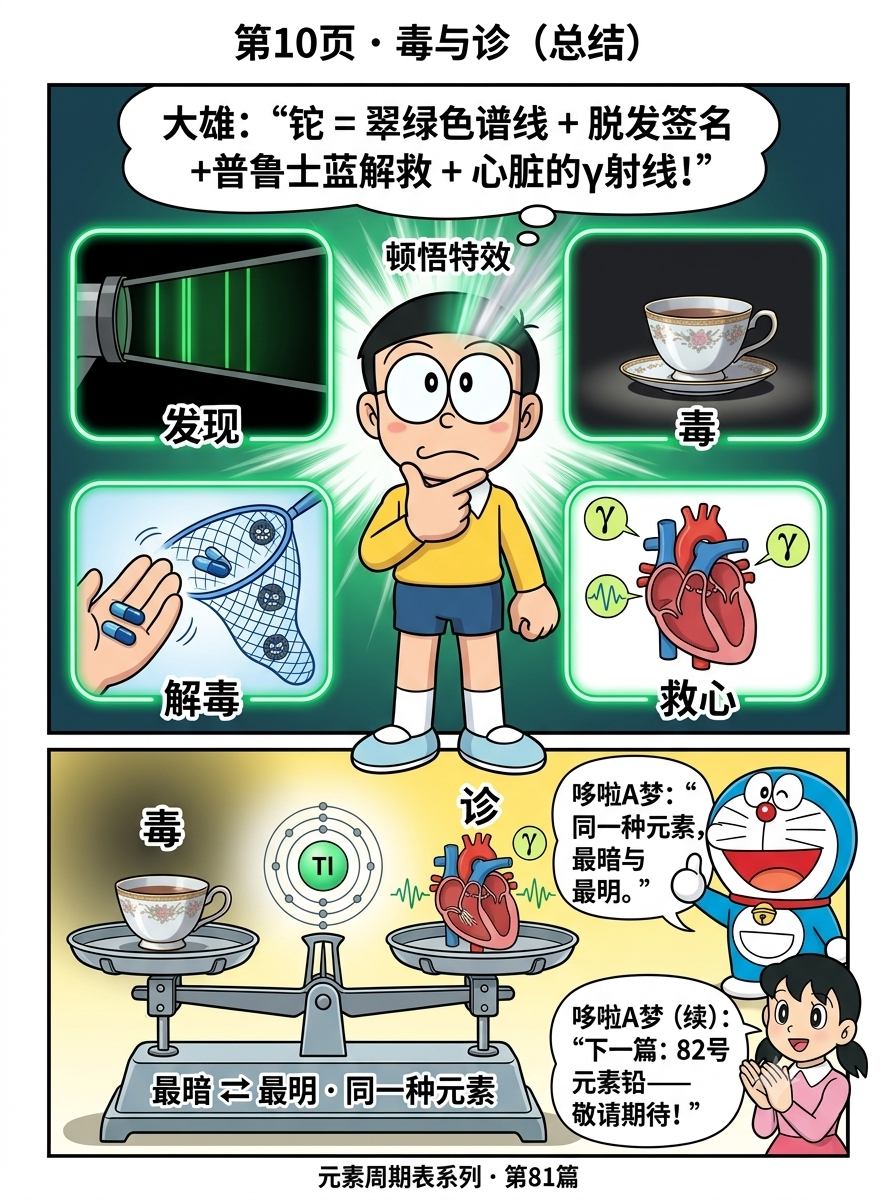 第10页·毒与诊（总结）
大雄：“铊 = 翠绿色谱线 + 脱发签名
+普鲁士蓝解救 + 心脏的γ射线！”
顿悟特效
发现
毒
解毒
γ
γ
救心
毒
Tl
诊
γ
哆啦A梦：“
同一种元素，
最暗与
最明。”
最暗 ⇄ 最明·同一种元素
哆啦A梦（续）：
“下一篇：82号
元素铅——
敬请期待！”
元素周期表系列·第81篇